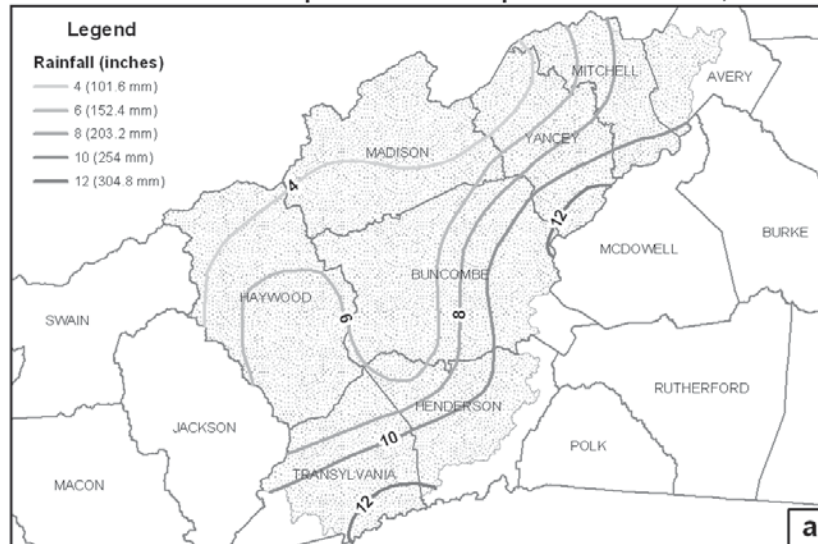 Legend
Rainfall (inches)
4 (101.6 mm)
6 (152.4 mm)
8 (203.2 mm)
10 (254 mm)
12 (304.8 mm)
MITCHELL
AVERY
YANCEY
MADISON
4
12
BURKE
MCDOWELL
BUNCOMBE
HAYWOOD
SWAIN
6
8
RUTHERFORD
HENDERSON
JACKSON
10
POLK
TRANSYLVANIA
MACON
12
a